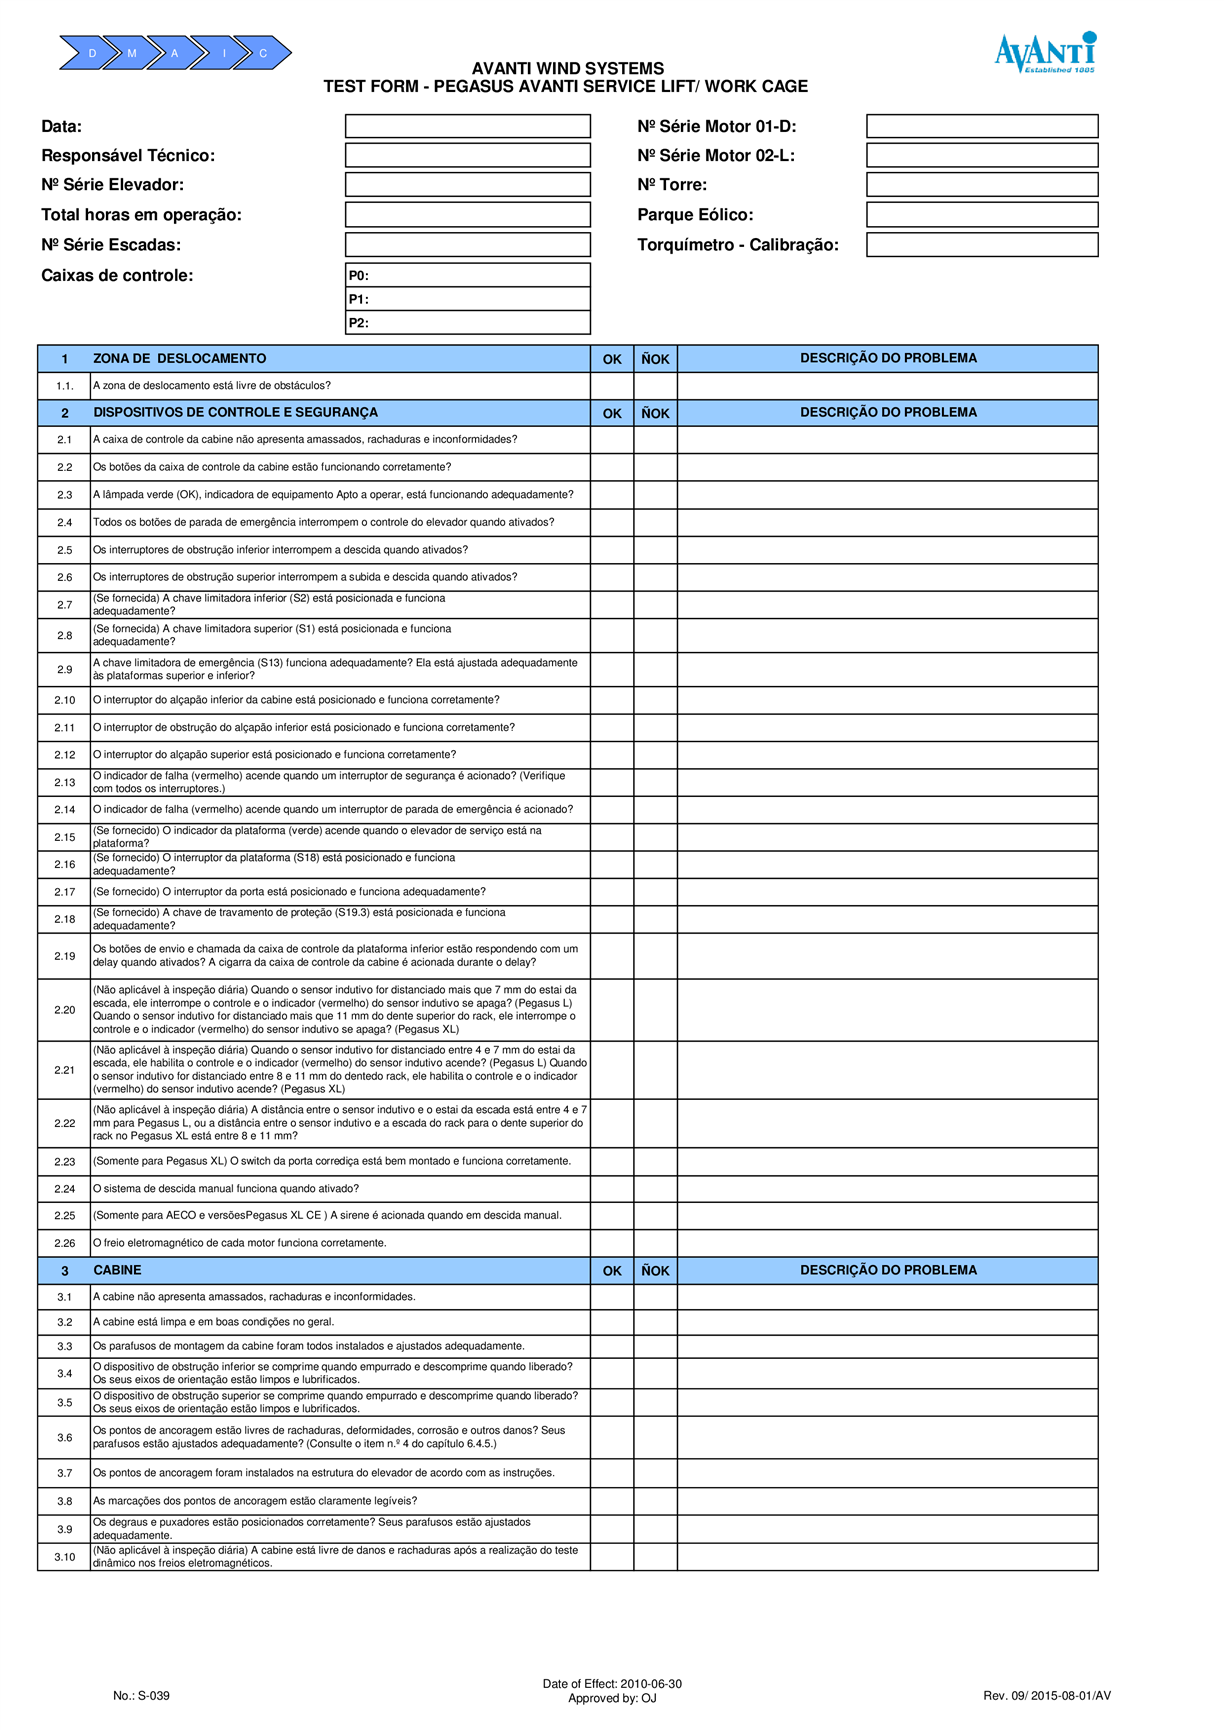 D M A I C
AVANTI
Established 1885
AVANTI WIND SYSTEMS
TEST FORM - PEGASUS AVANTI SERVICE LIFT/ WORK CAGE
Data:
Nº Série Motor 01-D:
Responsável Técnico:
Nº Série Motor 02-L:
Nº Série Elevador:
Nº Torre:
Total horas em operação:
Parque Eólico:
Nº Série Escadas:
Torquímetro - Calibração:
Caixas de controle:
P0:
P1:
P2:
1 ZONA DE DESLOCAMENTO OK ÑOK DESCRIÇÃO DO PROBLEMA
1.1. A zona de deslocamento está livre de obstáculos?
2 DISPOSITIVOS DE CONTROLE E SEGURANÇA OK ÑOK DESCRIÇÃO DO PROBLEMA
2.1 A caixa de controle da cabine não apresenta amassados, rachaduras e inconformidades?
2.2 Os botões da caixa de controle da cabine estão funcionando corretamente?
2.3 A lâmpada verde (OK), indicadora de equipamento Apto a operar, está funcionando adequadamente?
2.4 Todos os botões de parada de emergência interrompem o controle do elevador quando ativados?
2.5 Os interruptores de obstrução inferior interrompem a descida quando ativados?
2.6 Os interruptores de obstrução superior interrompem a subida e descida quando ativados?
2.7 (Se fornecida) A chave limitadora inferior (S2) está posicionada e funciona
adequadamente?
2.8 (Se fornecida) A chave limitadora superior (S1) está posicionada e funciona
adequadamente?
2.9 A chave limitadora de emergência (S13) funciona adequadamente? Ela está ajustada adequadamente
às plataformas superior e inferior?
2.10 O interruptor do alçapão inferior da cabine está posicionado e funciona corretamente?
2.11 O interruptor de obstrução do alçapão inferior está posicionado e funciona corretamente?
2.12 O interruptor do alçapão superior está posicionado e funciona corretamente?
2.13 O indicador de falha (vermelho) acende quando um interruptor de segurança é acionado? (Verifique
com todos os interruptores.)
2.14 O indicador de falha (vermelho) acende quando um interruptor de parada de emergência é acionado?
2.15 (Se fornecido) O indicador da plataforma (verde) acende quando o elevador de serviço está na
plataforma?
2.16 (Se fornecido) O interruptor da plataforma (S18) está posicionado e funciona
adequadamente?
2.17 (Se fornecido) O interruptor da porta está posicionado e funciona adequadamente?
2.18 (Se fornecido) A chave de travamento de proteção (S19.3) está posicionada e funciona
adequadamente?
2.19 Os botões de envio e chamada da caixa de controle da plataforma inferior estão respondendo com um
delay quando ativados? A cigarra da caixa de controle da cabine é acionada durante o delay?
2.20 (Não aplicável à inspeção diária) Quando o sensor indutivo for distanciado mais que 7 mm do estai da
escada, ele interrompe o controle e o indicador (vermelho) do sensor indutivo se apaga? (Pegasus L)
Quando o sensor indutivo for distanciado mais que 11 mm do dente superior do rack, ele interrompe o
controle e o indicador (vermelho) do sensor indutivo se apaga? (Pegasus XL)
2.21 (Não aplicável à inspeção diária) Quando o sensor indutivo for distanciado entre 4 e 7 mm do estai da
escada, ele habilita o controle e o indicador (vermelho) do sensor indutivo acende? (Pegasus L) Quando
o sensor indutivo for distanciado entre 8 e 11 mm do dentedo rack, ele habilita o controle e o indicador
(vermelho) do sensor indutivo acende? (Pegasus XL)
2.22 (Não aplicável à inspeção diária) A distância entre o sensor indutivo e o estai da escada está entre 4 e 7
mm para Pegasus L, ou a distância entre o sensor indutivo e a escada do rack para o dente superior do
rack no Pegasus XL está entre 8 e 11 mm?
2.23 (Somente para Pegasus XL) O switch da porta corrediça está bem montado e funciona corretamente.
2.24 O sistema de descida manual funciona quando ativado?
2.25 (Somente para AECO e versõesPegasus XL CE ) A sirene é acionada quando em descida manual.
2.26 O freio eletromagnético de cada motor funciona corretamente.
3 CABINE OK ÑOK DESCRIÇÃO DO PROBLEMA
3.1 A cabine não apresenta amassados, rachaduras e inconformidades.
3.2 A cabine está limpa e em boas condições no geral.
3.3 Os parafusos de montagem da cabine foram todos instalados e ajustados adequadamente.
3.4 O dispositivo de obstrução inferior se comprime quando empurrado e descomprime quando liberado?
Os seus eixos de orientação estão limpos e lubrificados.
3.5 O dispositivo de obstrução superior se comprime quando empurrado e descomprime quando liberado?
Os seus eixos de orientação estão limpos e lubrificados.
3.6 Os pontos de ancoragem estão livres de rachaduras, deformidades, corrosão e outros danos? Seus
parafusos estão ajustados adequadamente? (Consulte o item n.º 4 do capítulo 6.4.5.)
3.7 Os pontos de ancoragem foram instalados na estrutura do elevador de acordo com as instruções.
3.8 As marcações dos pontos de ancoragem estão claramente legíveis?
3.9 Os degraus e puxadores estão posicionados corretamente? Seus parafusos estão ajustados
adequadamente.
3.10 (Não aplicável à inspeção diária) A cabine está livre de danos e rachaduras após a realização do teste
dinâmico nos freios eletromagnéticos.
No.: S-039
Date of Effect: 2010-06-30
Approved by: OJ
Rev. 09/ 2015-08-01/AV